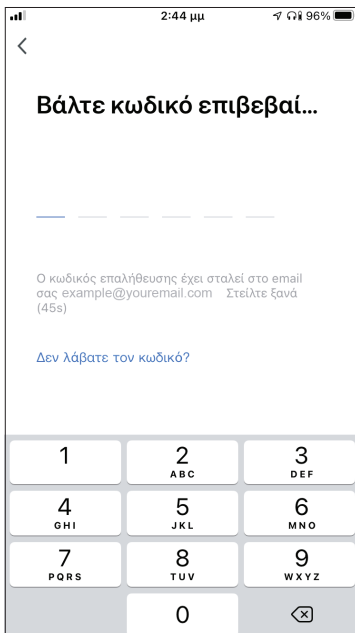 2:44 μμ
96%
Βάλτε κωδικό επιβεβαί...
Ο κωδικός επαλήθευσης έχει σταλεί στο email
σας example@youremail.com Στείλτε ξανά
(45s)
Δεν λάβατε τον κωδικό?
1 2 3
ABC DEF
4 5 6
GHI JKL MNO
7 8 9
PQRS TUV WXYZ
0